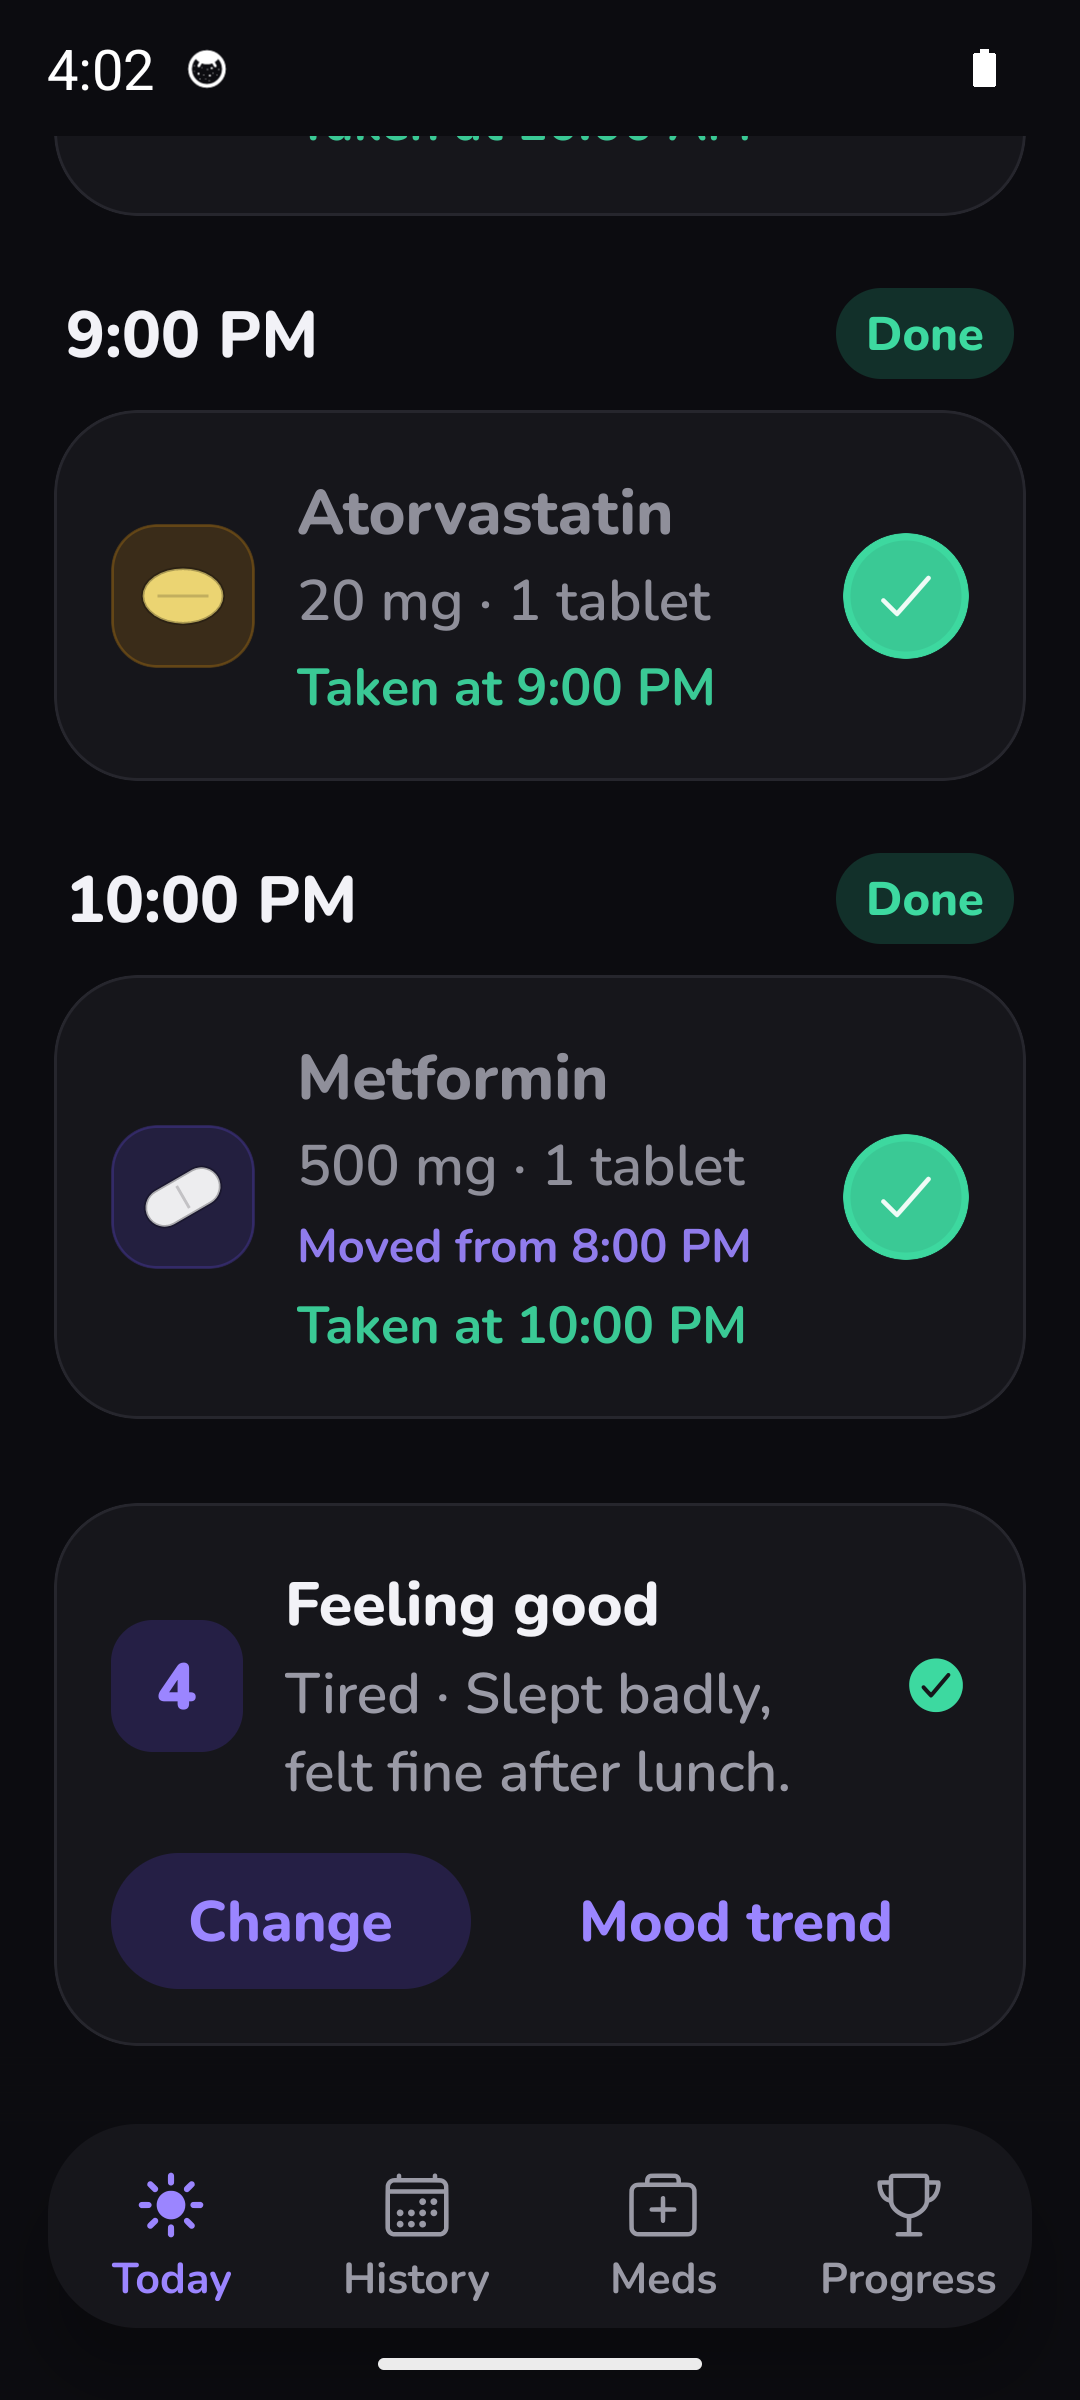 4:02
9:00 PM
Done
Atorvastatin
20 mg · 1 tablet
Taken at 9:00 PM
10:00 PM
Done
Metformin
500 mg · 1 tablet
Moved from 8:00 PM
Taken at 10:00 PM
4
Feeling good
Tired · Slept badly,
felt fine after lunch.
Change
Mood trend
Today
History
Meds
Progress